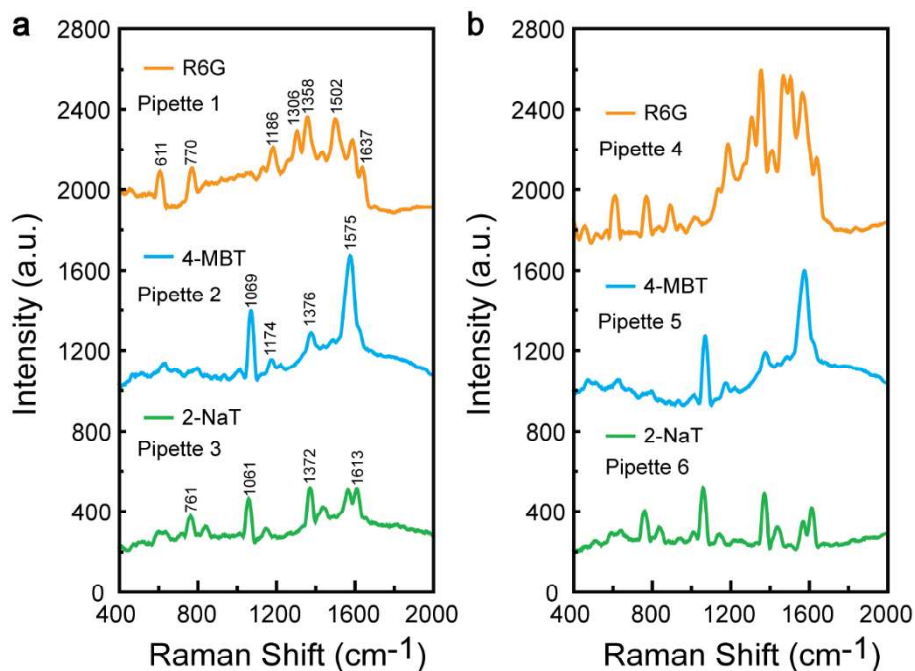 a
2800
2400
2000
1600
1200
800
400
0
Intensity (a.u.)
R6G
Pipette 1
611
770
1186
1306
1358
1502
1637
4-MBT
Pipette 2
1069
1174
1376
1575
2-NaT
Pipette 3
761
1061
1372
1613
400 800 1200 1600 2000
Raman Shift (cm-1)
b
2800
2400
2000
1600
1200
800
400
0
Intensity (a.u.)
R6G
Pipette 4
4-MBT
Pipette 5
2-NaT
Pipette 6
400 800 1200 1600 2000
Raman Shift (cm-1)